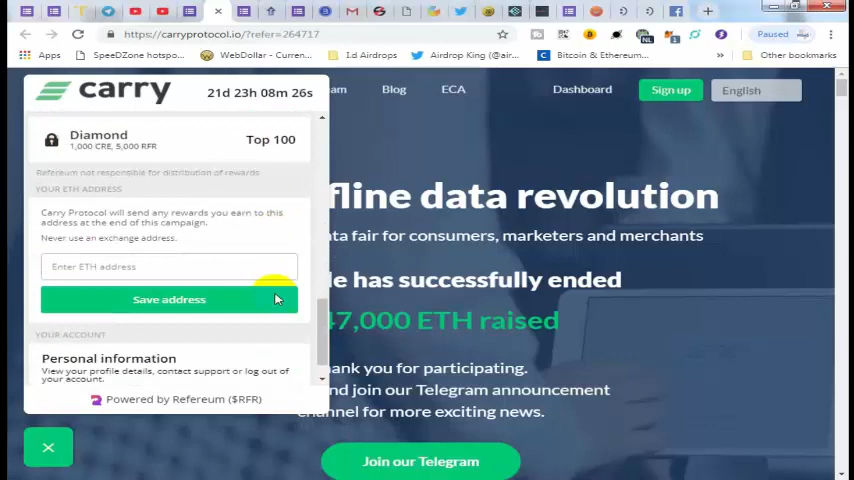 https://carryprotocol.io/?refer=264717
Paused
Apps
SpeeDZone hotspo...
WebDollar - Curren...
I.d Airdrops
Airdrop King (@air...
Bitcoin & Ethereum...
»
Other bookmarks
carry
21d 23h 08m 26s
am
Blog
ECA
Dashboard
Sign up
English
Diamond
1,000 CRE, 5,000 RFR
Top 100
Refereum not responsible for distribution of rewards
YOUR ETH ADDRESS
Carry Protocol will send any rewards you earn to this
address at the end of this campaign.
Never use an exchange address.
Enter ETH address
Save address
YOUR ACCOUNT
Personal information
View your profile details, contact support or log out of
your account.
Powered by Refereum ($RFR)
fline data revolution
ta fair for consumers, marketers and merchants
le has successfully ended
47,000 ETH raised
hank you for participating.
nd join our Telegram announcement
channel for more exciting news.
Join our Telegram